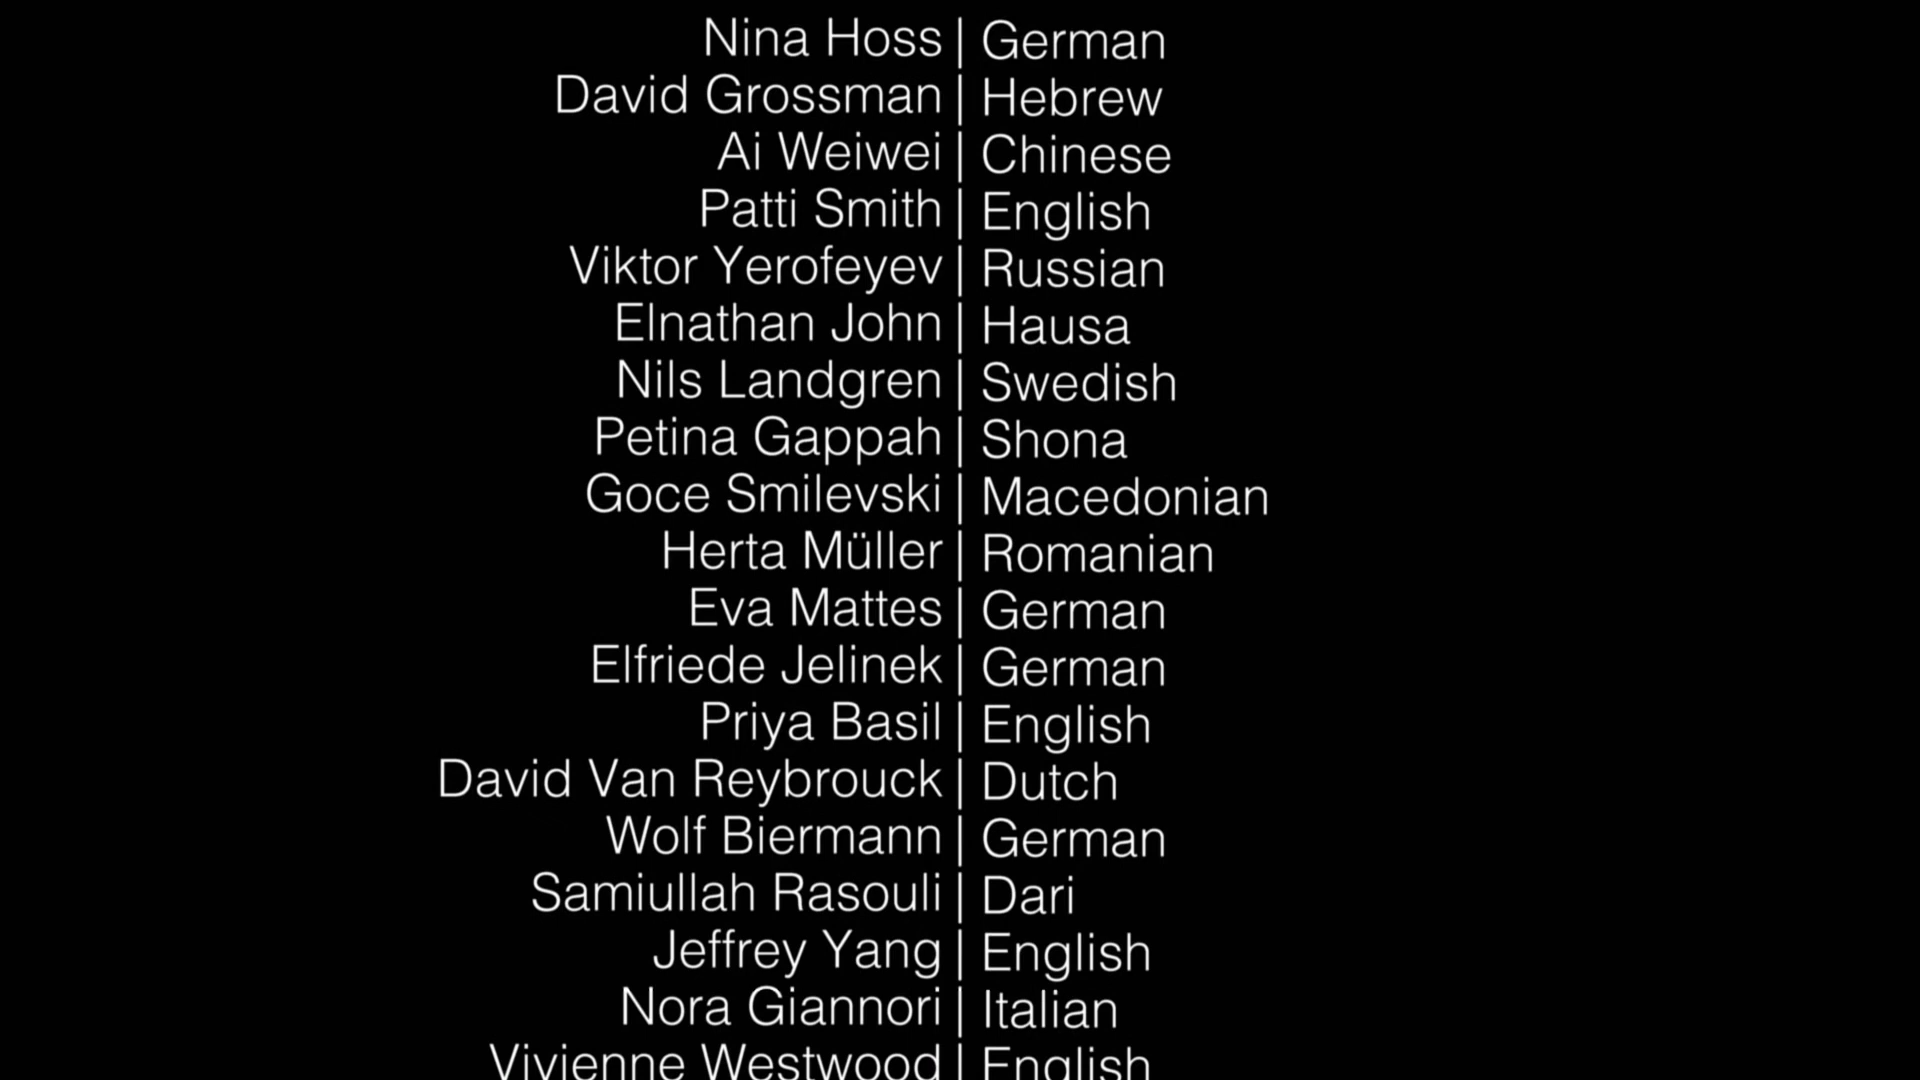 Nina Hoss | German
David Grossman | Hebrew
Ai Weiwei | Chinese
Patti Smith | English
Viktor Yerofeyev | Russian
Elnathan John | Hausa
Nils Landgren | Swedish
Petina Gappah | Shona
Goce Smilevski | Macedonian
Herta Müller | Romanian
Eva Mattes | German
Elfriede Jelinek | German
Priya Basil | English
David Van Reybrouck | Dutch
Wolf Biermann | German
Samiullah Rasouli | Dari
Jeffrey Yang | English
Nora Giannori | Italian
Vivienne Westwood | English